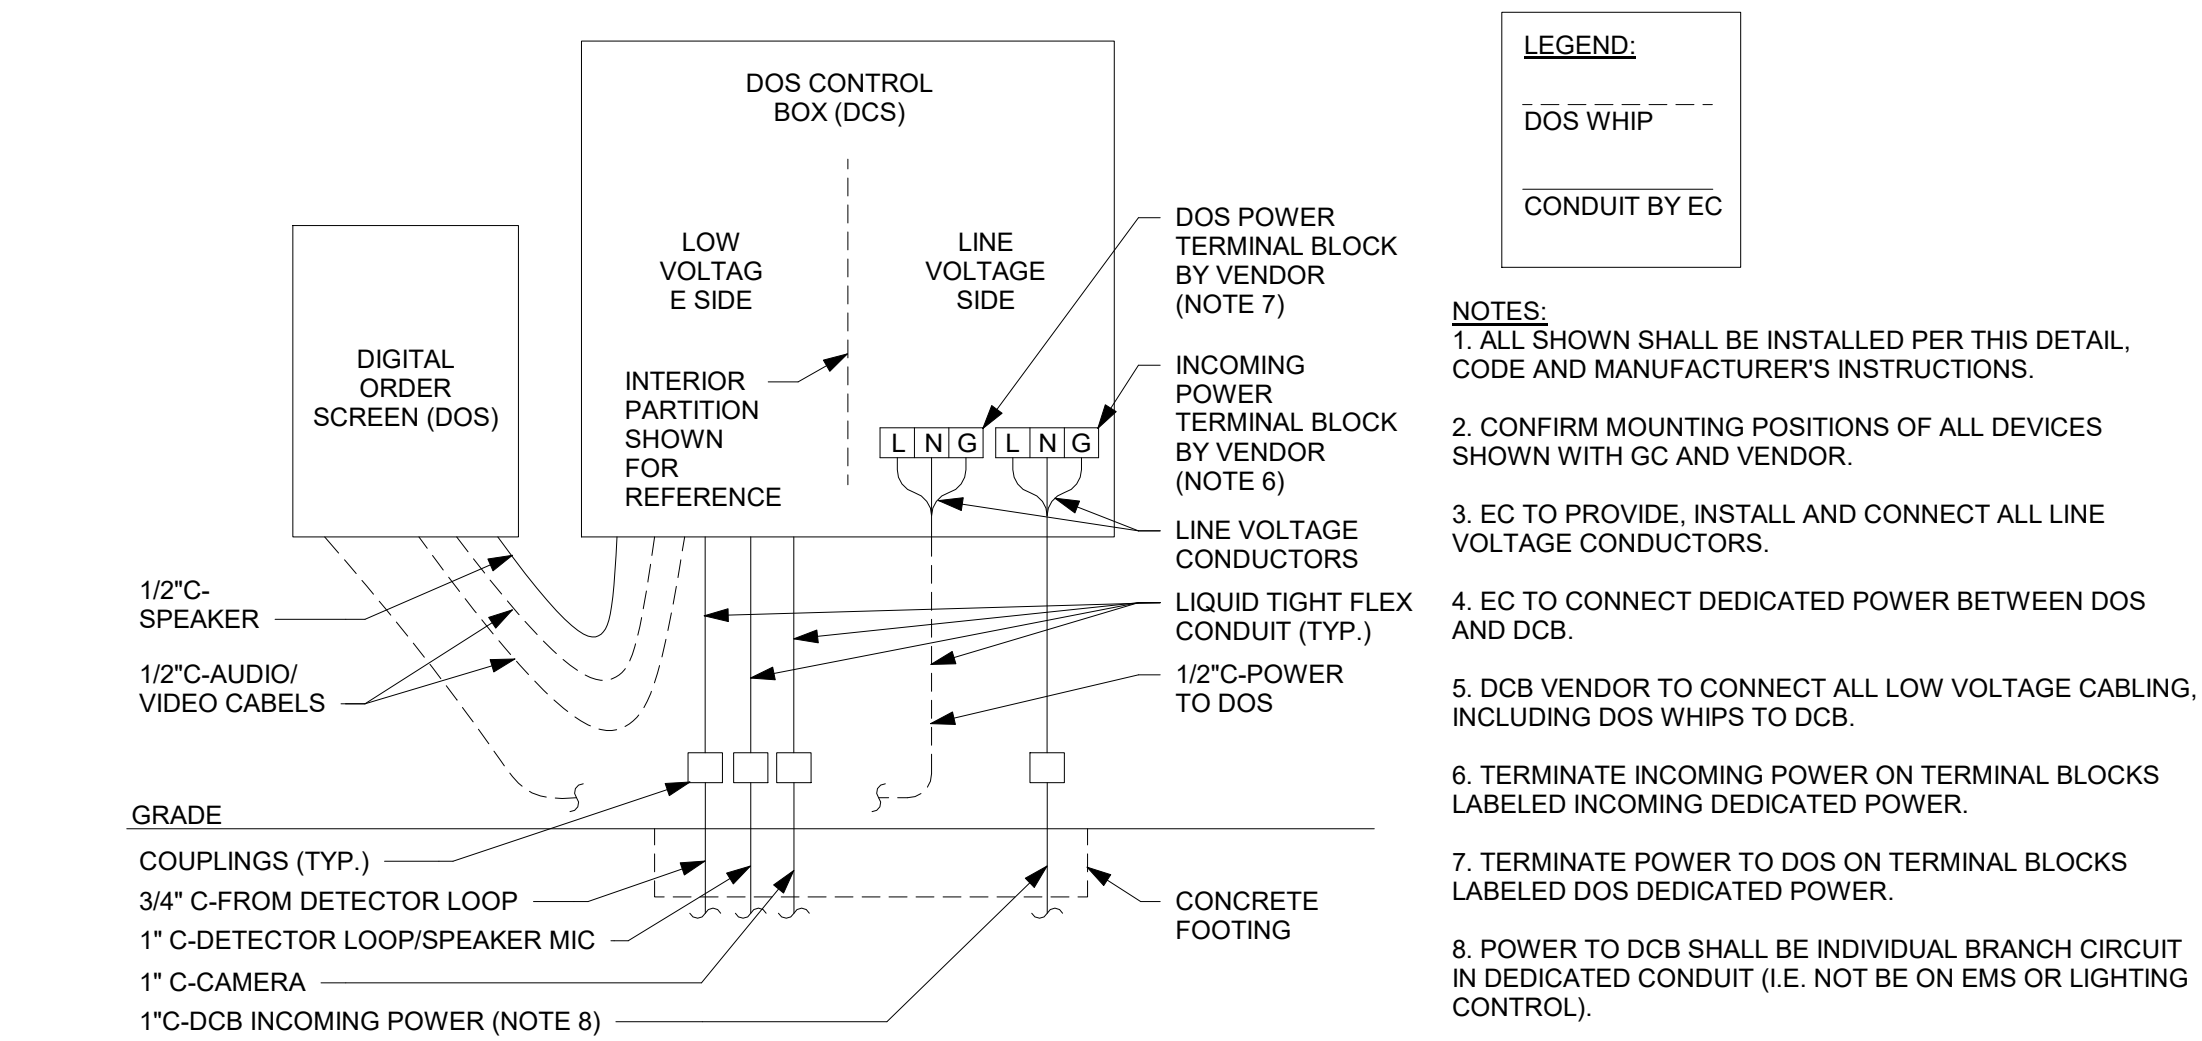 DOS CONTROL
BOX (DCS)
LOW
VOLTAG
E SIDE
LINE
VOLTAGE
SIDE
DIGITAL
ORDER
SCREEN (DOS)
INTERIOR
PARTITION
SHOWN
FOR
REFERENCE
L N G
L N G
DOS POWER
TERMINAL BLOCK
BY VENDOR
(NOTE 7)
INCOMING
POWER
TERMINAL BLOCK
BY VENDOR
(NOTE 6)
LINE VOLTAGE
CONDUCTORS
LIQUID TIGHT FLEX
CONDUIT (TYP.)
1/2"C-POWER
TO DOS
1/2"C-
SPEAKER
1/2"C-AUDIO/
VIDEO CABELS
GRADE
COUPLINGS (TYP.)
3/4" C-FROM DETECTOR LOOP
1" C-DETECTOR LOOP/SPEAKER MIC
1" C-CAMERA
1"C-DCB INCOMING POWER (NOTE 8)
CONCRETE
FOOTING
LEGEND:
DOS WHIP
CONDUIT BY EC
NOTES:
1. ALL SHOWN SHALL BE INSTALLED PER THIS DETAIL,
CODE AND MANUFACTURER'S INSTRUCTIONS.
2. CONFIRM MOUNTING POSITIONS OF ALL DEVICES
SHOWN WITH GC AND VENDOR.
3. EC TO PROVIDE, INSTALL AND CONNECT ALL LINE
VOLTAGE CONDUCTORS.
4. EC TO CONNECT DEDICATED POWER BETWEEN DOS
AND DCB.
5. DCB VENDOR TO CONNECT ALL LOW VOLTAGE CABLING,
INCLUDING DOS WHIPS TO DCB.
6. TERMINATE INCOMING POWER ON TERMINAL BLOCKS
LABELED INCOMING DEDICATED POWER.
7. TERMINATE POWER TO DOS ON TERMINAL BLOCKS
LABELED DOS DEDICATED POWER.
8. POWER TO DCB SHALL BE INDIVIDUAL BRANCH CIRCUIT
IN DEDICATED CONDUIT (I.E. NOT BE ON EMS OR LIGHTING
CONTROL).